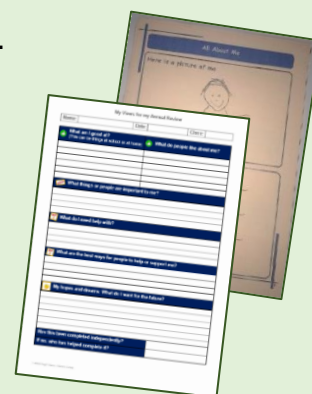 All About Me
Here is a picture of me
My Views for my Annual Review
Name:
Date:
Class:
What am I good at?
(This can be things at school or at home)
What do people like about me?
What things or people are important to me?
What do I need help with?
What are the best ways for people to help or support me?
My hopes and dreams. What do I want for the future?
Has this been completed independently?
If no, who has helped complete it?